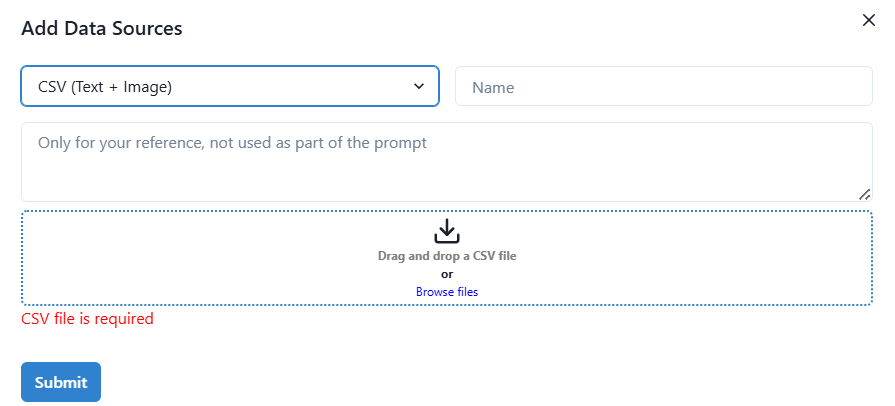 Add Data Sources
CSV (Text + Image)
Name
Only for your reference, not used as part of the prompt
Drag and drop a CSV file
or
Browse files
CSV file is required
Submit